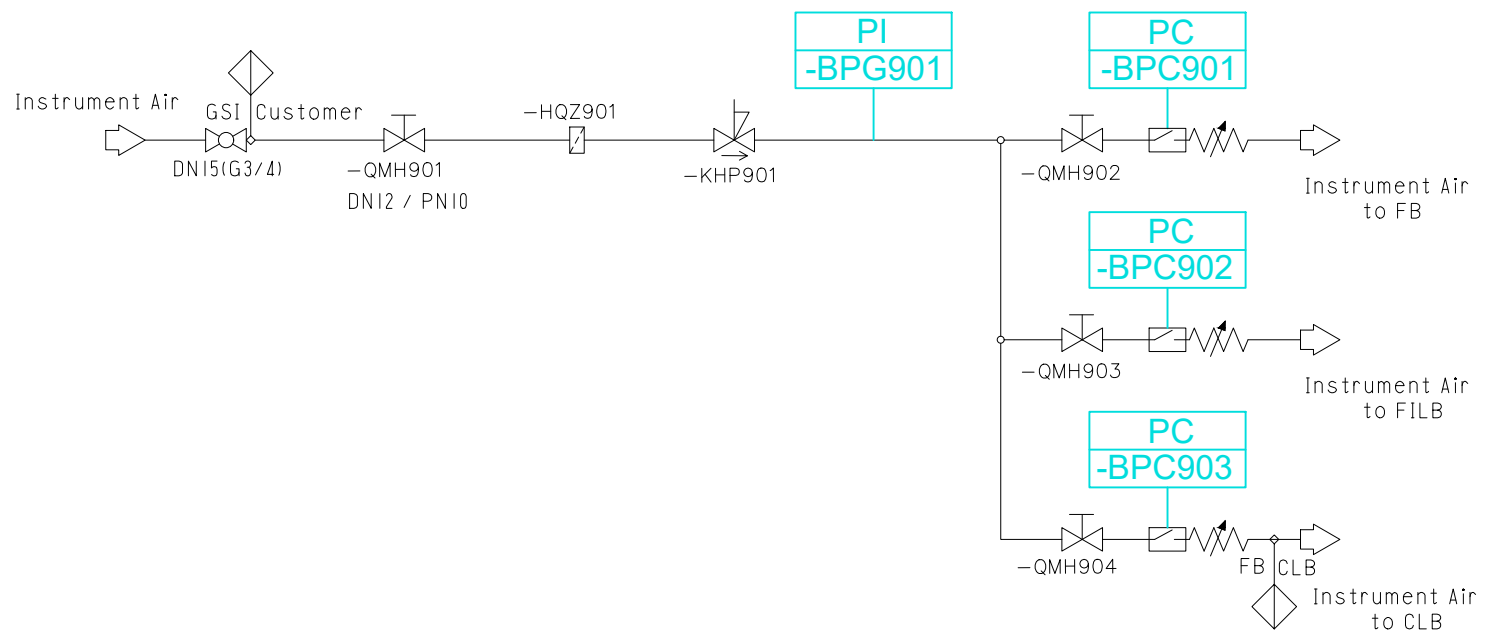 Instrument Air
GSI Customer
DN15(G3/4)
-QMH901
DN12 / PN10
-HQZ901
-KHP901
PI
-BPG901
PC
-BPC901
-QMH902
Instrument Air
to FB
PC
-BPC902
-QMH903
Instrument Air
to FILB
PC
-BPC903
-QMH904
FB CLB
Instrument Air
to CLB